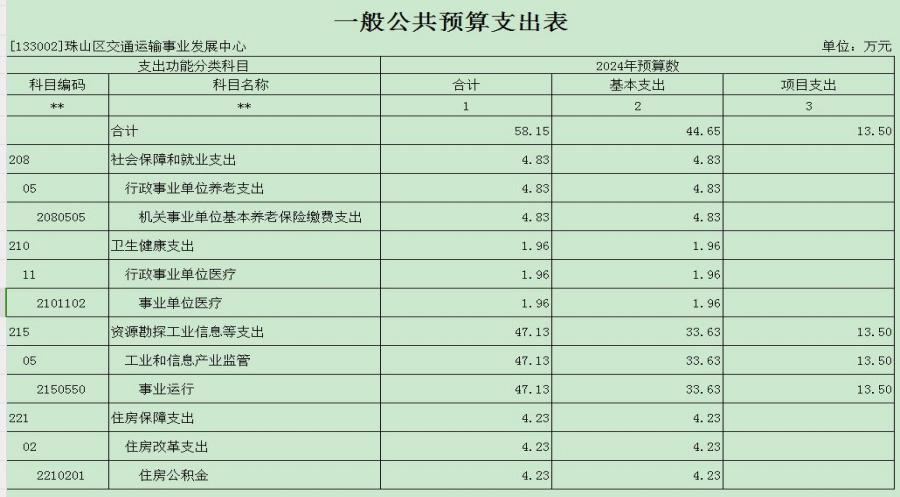 一般公共预算支出表
[133002]珠山区交通运输事业发展中心 单位：万元
支出功能分类科目 2024年预算数
科目编码 科目名称 合计 基本支出 项目支出
** ** 1 2 3
合计 58.15 44.65 13.50
208 社会保障和就业支出 4.83 4.83
05 行政事业单位养老支出 4.83 4.83
2080505 机关事业单位基本养老保险缴费支出 4.83 4.83
210 卫生健康支出 1.96 1.96
11 行政事业单位医疗 1.96 1.96
2101102 事业单位医疗 1.96 1.96
215 资源勘探工业信息等支出 47.13 33.63 13.50
05 工业和信息产业监管 47.13 33.63 13.50
2150550 事业运行 47.13 33.63 13.50
221 住房保障支出 4.23 4.23
02 住房改革支出 4.23 4.23
2210201 住房公积金 4.23 4.23